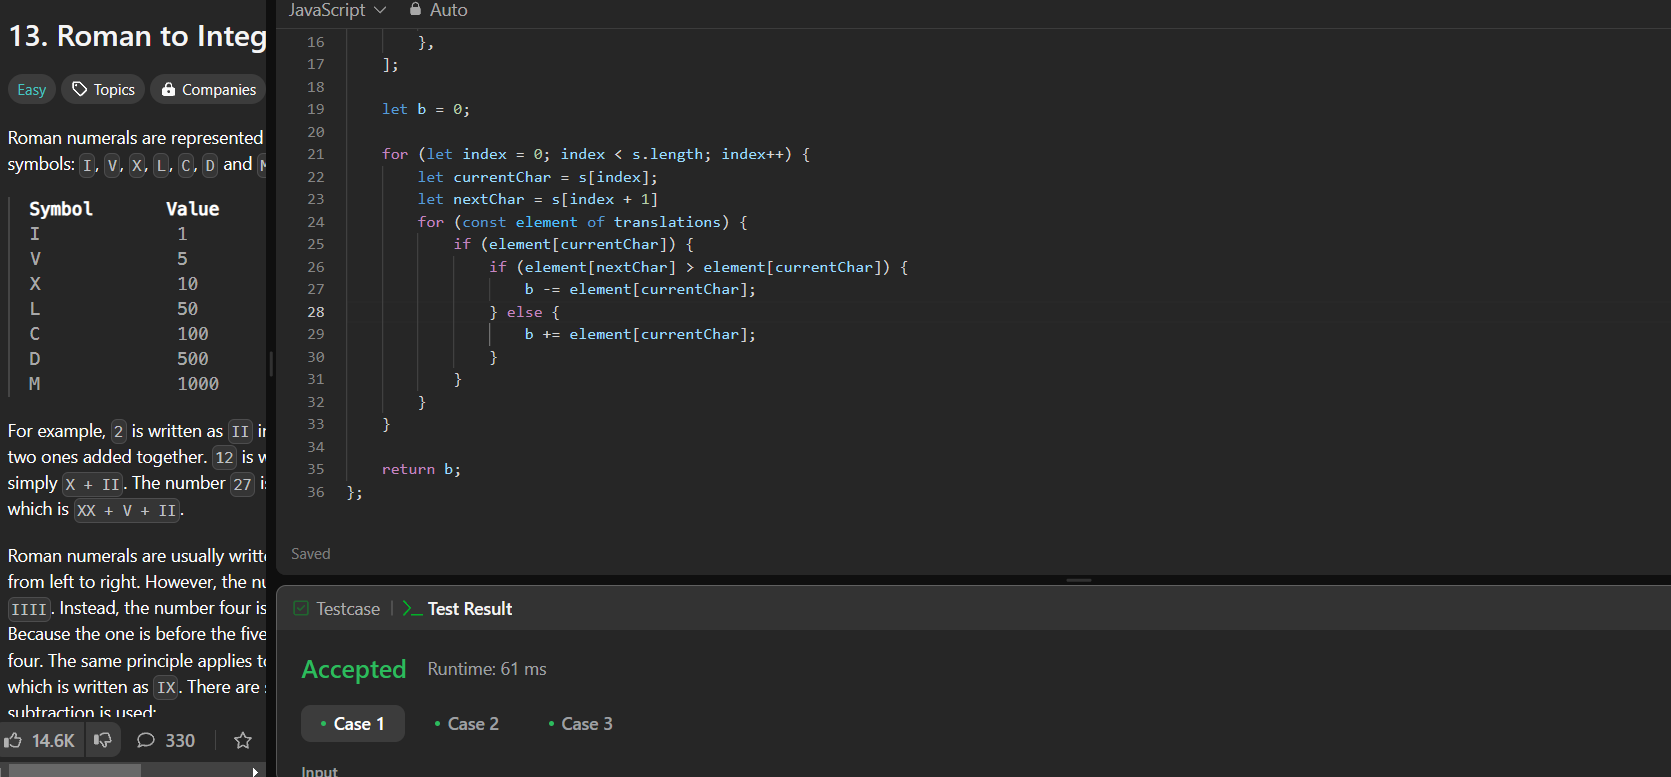 13. Roman to Integ
Easy
Topics
Companies
Roman numerals are represented
symbols: I, V, X, L, C, D and M
Symbol Value
I 1
V 5
X 10
L 50
C 100
D 500
M 1000
For example, 2 is written as II in
two ones added together. 12 is w
simply X + II. The number 27 is
which is XX + V + II.
Roman numerals are usually writte
from left to right. However, the nu
IIII. Instead, the number four is
Because the one is before the five
four. The same principle applies to
which is written as IX. There are s
subtraction is used:
14.6K
330
JavaScript
Auto
16 },
17 ];
18
19 let b = 0;
20
21 for (let index = 0; index < s.length; index++) {
22 let currentChar = s[index];
23 let nextChar = s[index + 1]
24 for (const element of translations) {
25 if (element[currentChar]) {
26 if (element[nextChar] > element[currentChar]) {
27 b -= element[currentChar];
28 } else {
29 b += element[currentChar];
30 }
31 }
32 }
33 }
34
35 return b;
36 };
Saved
Testcase
>_ Test Result
Accepted Runtime: 61 ms
• Case 1 • Case 2 • Case 3
Input